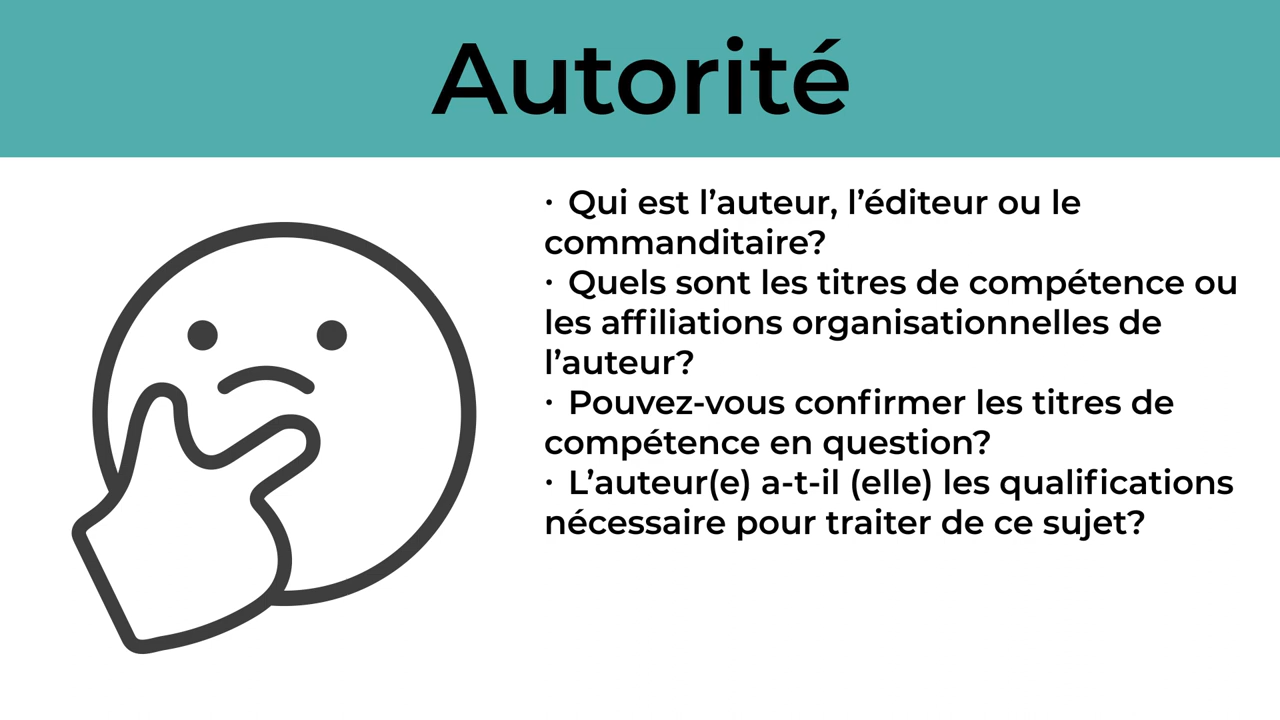 Autorité
· Qui est l’auteur, l’éditeur ou le
commanditaire?
· Quels sont les titres de compétence ou
les affiliations organisationnelles de
l’auteur?
· Pouvez-vous confirmer les titres de
compétence en question?
· L’auteur(e) a-t-il (elle) les qualifications
nécessaire pour traiter de ce sujet?